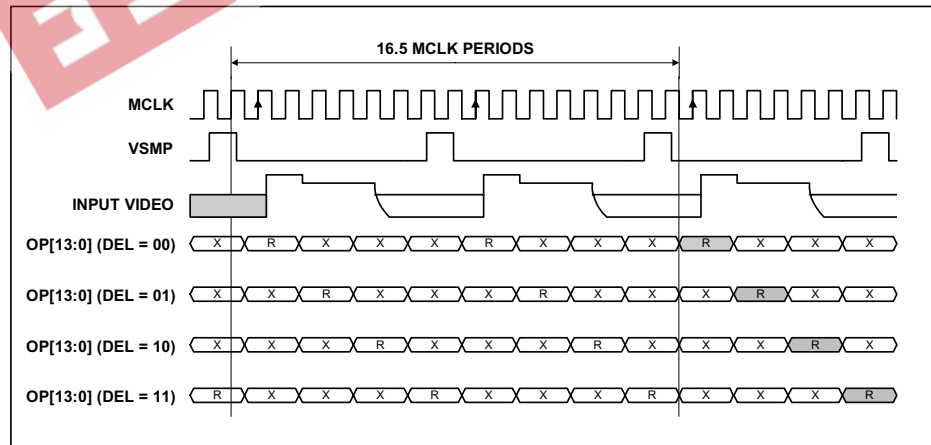 16.5 MCLK PERIODS
MCLK
VSMP
INPUT VIDEO
OP[13:0] (DEL = 00) X R X X X R X X X R X X X
OP[13:0] (DEL = 01) X X R X X X R X X X R X X
OP[13:0] (DEL = 10) X X X R X X X R X X X R X
OP[13:0] (DEL = 11) R X X X R X X X R X X X R